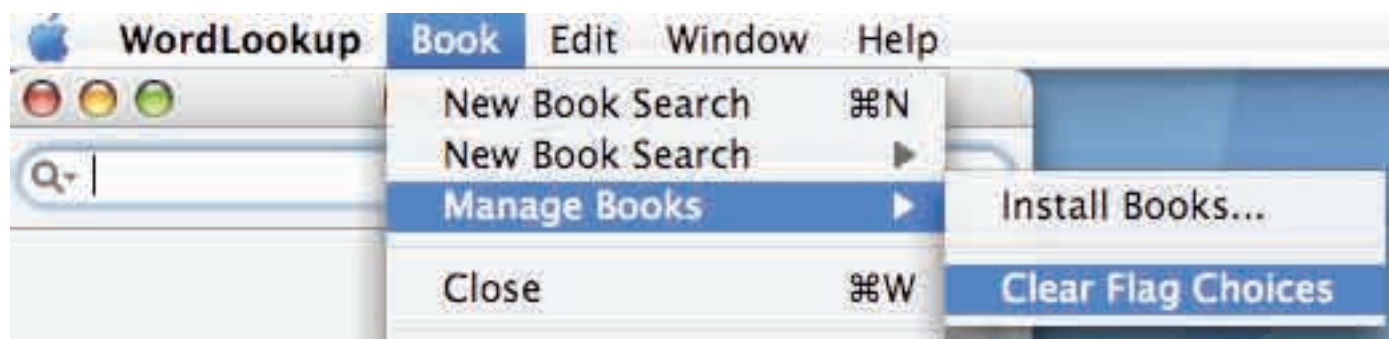 WordLookup Book Edit Window Help
New Book Search ⌘N
New Book Search
Manage Books
Install Books...
Close ⌘W
Clear Flag Choices